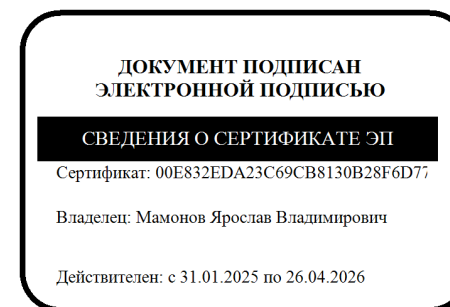 ДОКУМЕНТ ПОДПИСАН
ЭЛЕКТРОННОЙ ПОДПИСЬЮ
СВЕДЕНИЯ О СЕРТИФИКАТЕ ЭП
Сертификат: 00E832EDA23C69CB8130B28F6D77
Владелец: Мамонов Ярослав Владимирович
Действителен: с 31.01.2025 по 26.04.2026